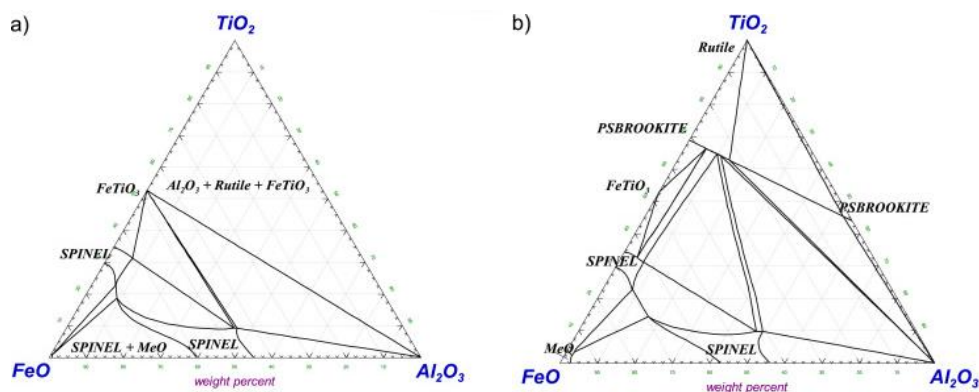 a)
TiO₂
FeTiO₃
Al₂O₃ + Rutile + FeTiO₃
SPINEL
SPINEL + MeO
SPINEL
FeO
weight percent
Al₂O₃
b)
TiO₂
Rutile
PSBROOKITE
FeTiO₃
PSBROOKITE
SPINEL
MeO
SPINEL
FeO
weight percent
Al₂O₃